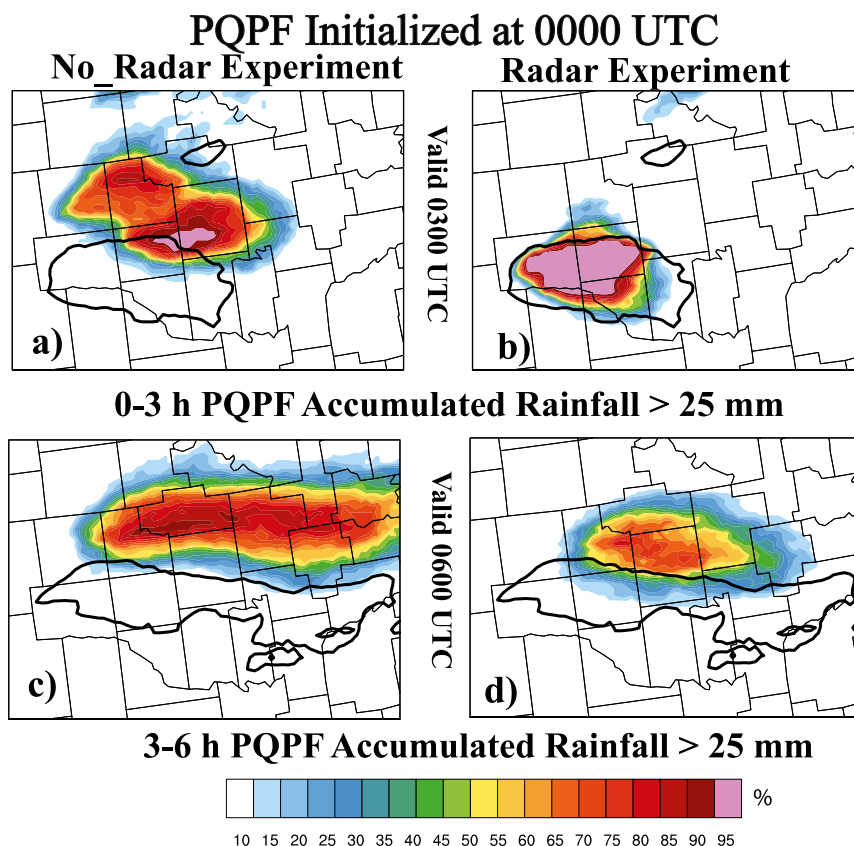 PQPF Initialized at 0000 UTC
No_Radar Experiment
Radar Experiment
Valid 0300 UTC
a)
b)
0-3 h PQPF Accumulated Rainfall > 25 mm
Valid 0600 UTC
c)
d)
3-6 h PQPF Accumulated Rainfall > 25 mm
%
10 15 20 25 30 35 40 45 50 55 60 65 70 75 80 85 90 95